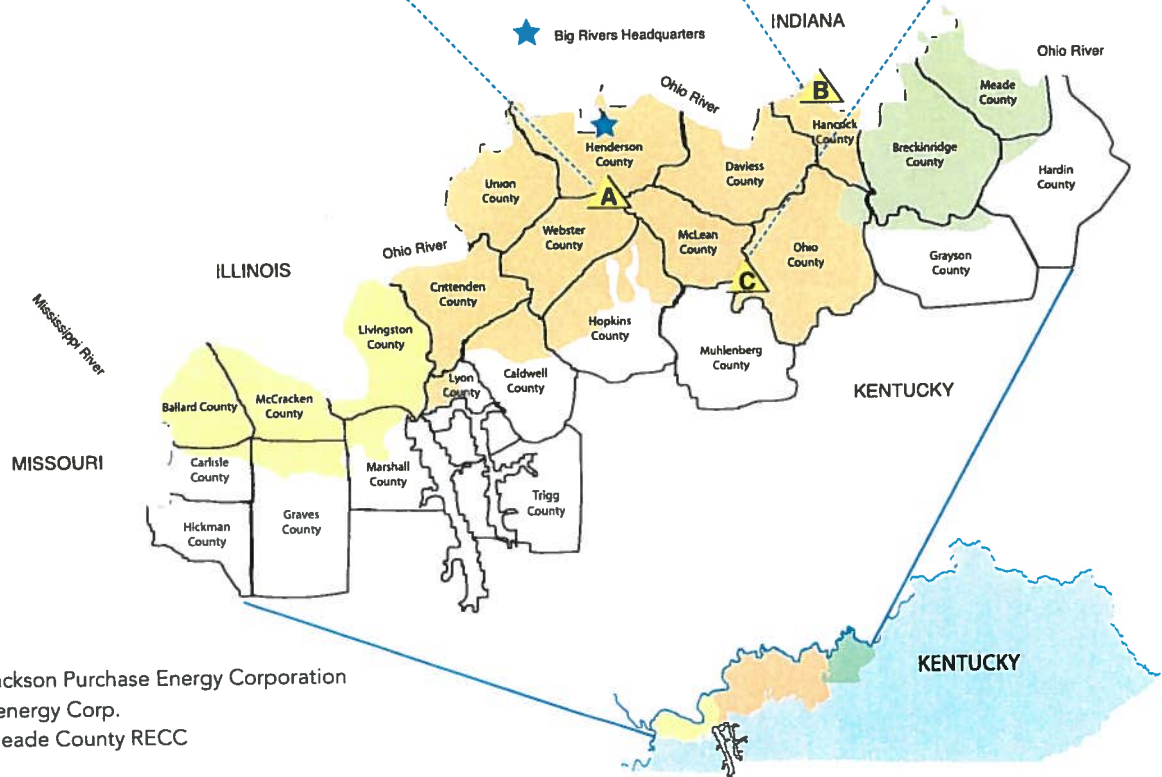 INDIANA
Big Rivers Headquarters
Ohio River
Ohio River
B
Meade
County
Hancock
County
Henderson
County
Breckinridge
County
Daviess
County
Hardin
County
Union
County
A
Webster
County
McLean
County
Ohio
County
Ohio River
Grayson
County
ILLINOIS
C
Crittenden
County
Mississippi River
Livingston
County
Hopkins
County
Muhlenberg
County
Lyon
County
Caldwell
County
KENTUCKY
Ballard County
McCracken
County
MISSOURI
Carlisle
County
Marshall
County
Trigg
County
Graves
County
Hickman
County
KENTUCKY
ckson Purchase Energy Corporation
energy Corp.
eade County RECC